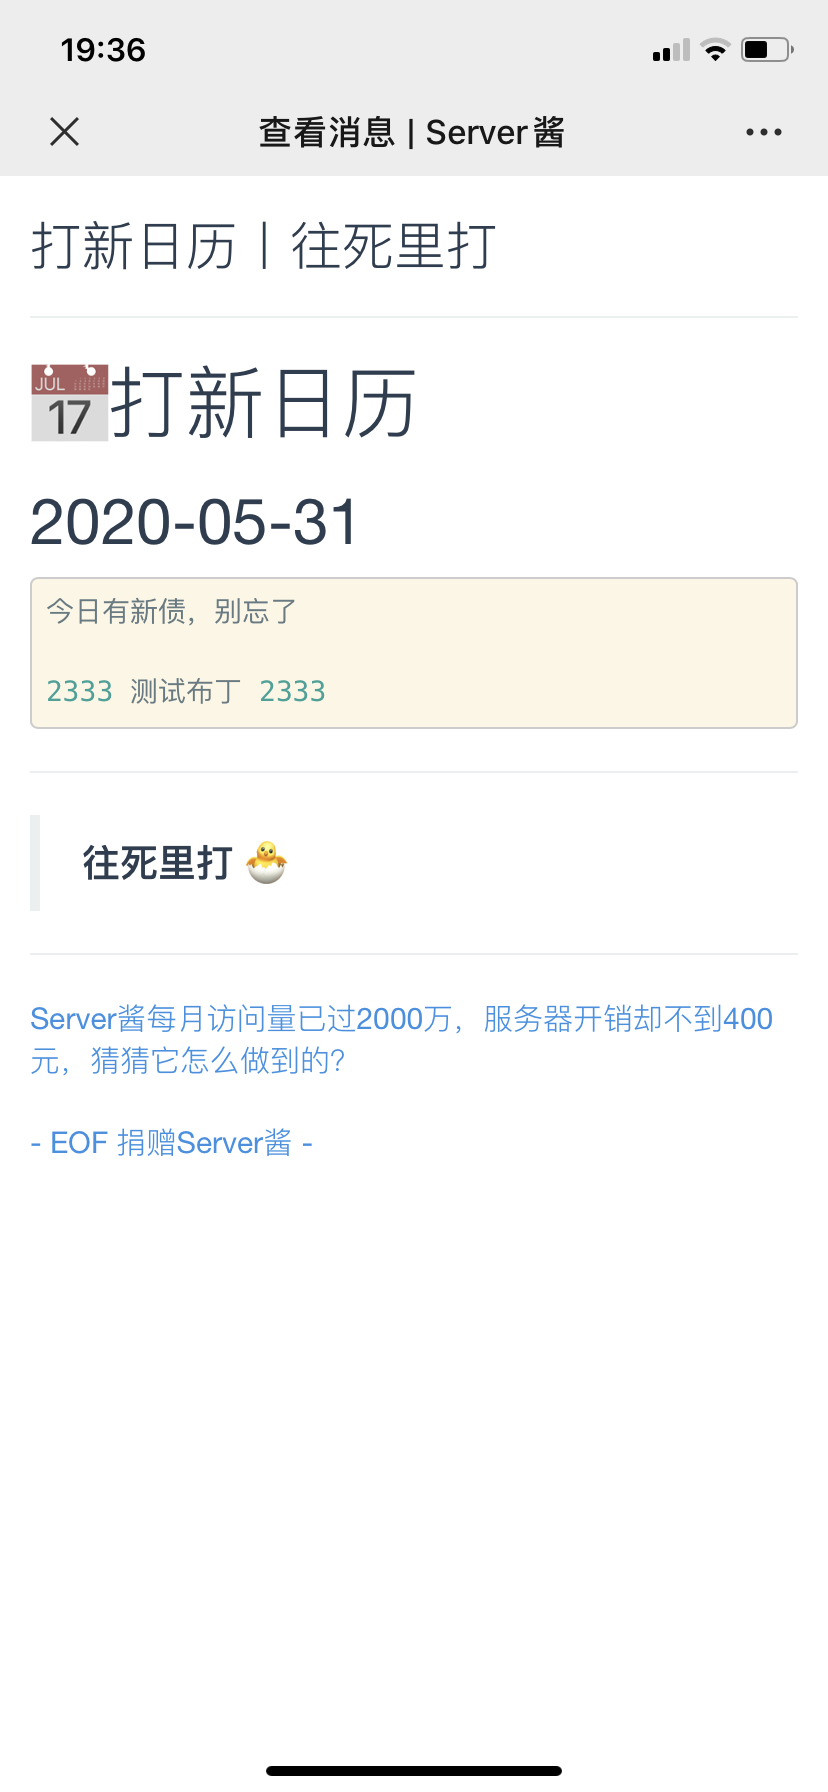 19:36
查看消息 | Server酱
打新日历丨往死里打
JUL
17
打新日历
2020-05-31
今日有新债，别忘了
2333 测试布丁 2333
往死里打 🐣
Server酱每月访问量已过2000万，服务器开销却不到400
元，猜猜它怎么做到的？
- EOF 捐赠Server酱 -